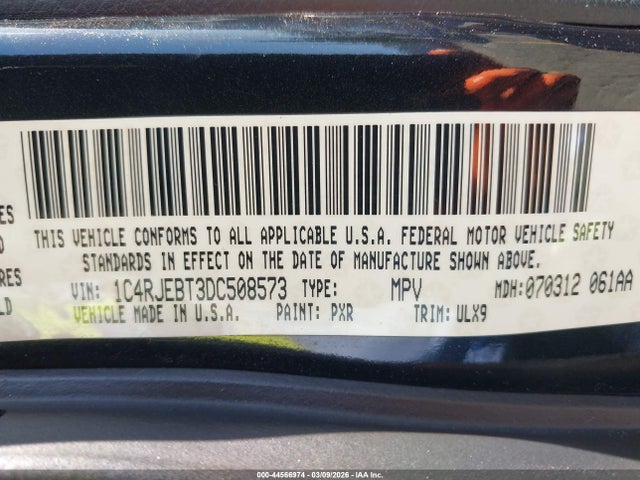 ES
THIS VEHICLE CONFORMS TO ALL APPLICABLE U.S.A. FEDERAL MOTOR VEHICLE SAFETY
D
STANDARDS IN EFFECT ON THE DATE OF MANUFACTURE SHOWN ABOVE.
RES
VIN: 1C4RJEBT3DC508573 TYPE: MPV MDH: 070312 061AA
LD
VEHICLE MADE IN U.S.A. PAINT: PXR TRIM: ULX9
000-44566974 | 03/09/2026 | IAA Inc.